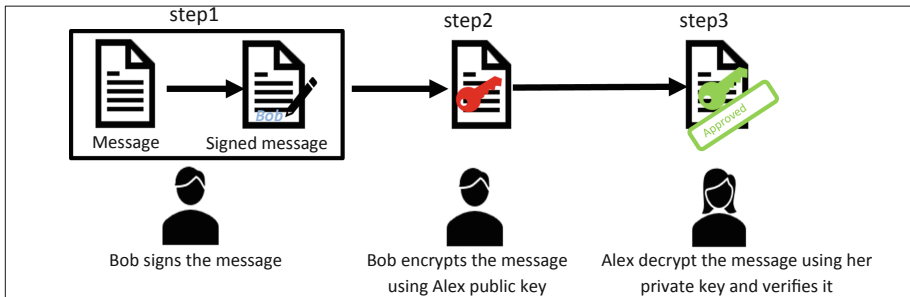 step1
step2
step3
Bob
Message
Signed message
Approved
Bob signs the message
Bob encrypts the message
using Alex public key
Alex decrypt the message using her
private key and verifies it